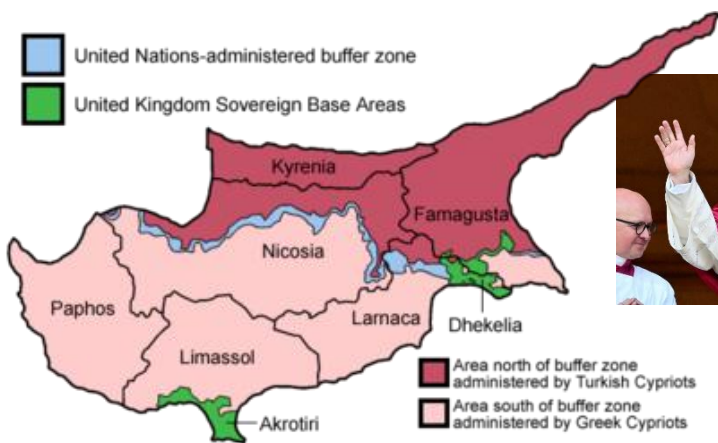 United Nations-administered buffer zone
United Kingdom Sovereign Base Areas
Kyrenia
Famagusta
Nicosia
Paphos
Larnaca
Dhekelia
Limassol
Area north of buffer zone
administered by Turkish Cypriots
Area south of buffer zone
administered by Greek Cypriots
Akrotiri